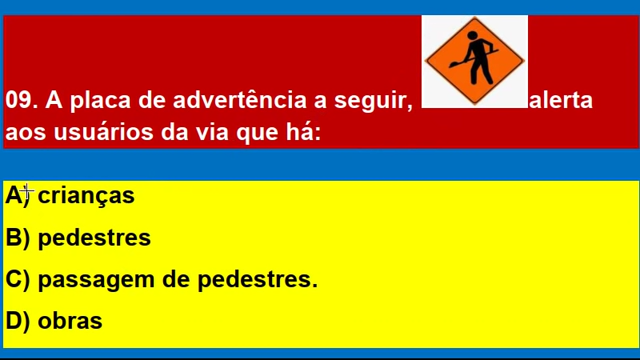 09. A placa de advertência a seguir, alerta
aos usuários da via que há:
A) crianças
B) pedestres
C) passagem de pedestres.
D) obras